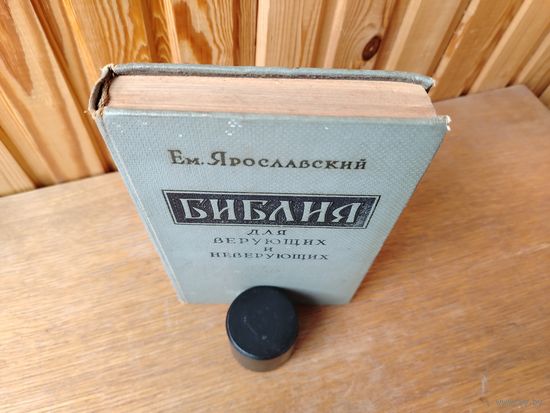 Ем. Ярославский
БИБЛИЯ
ДЛЯ
ВЕРУЮЩИХ
И
НЕВЕРУЮЩИХ